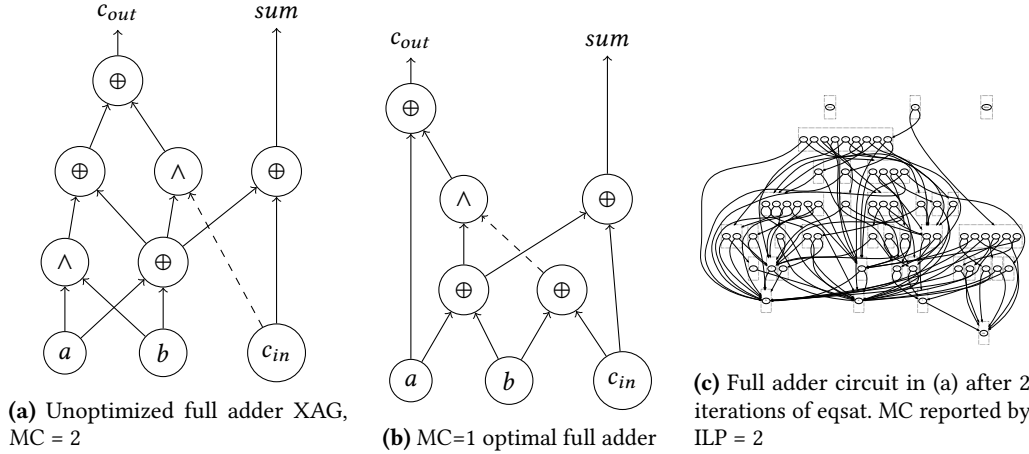 c_out
sum
⊕
⊕
∧
⊕
∧
⊕
a
b
c_in
(a) Unoptimized full adder XAG,
MC = 2
c_out
sum
⊕
∧
⊕
⊕
⊕
a
b
c_in
(b) MC=1 optimal full adder
(c) Full adder circuit in (a) after 2
iterations of eqsat. MC reported by
ILP = 2